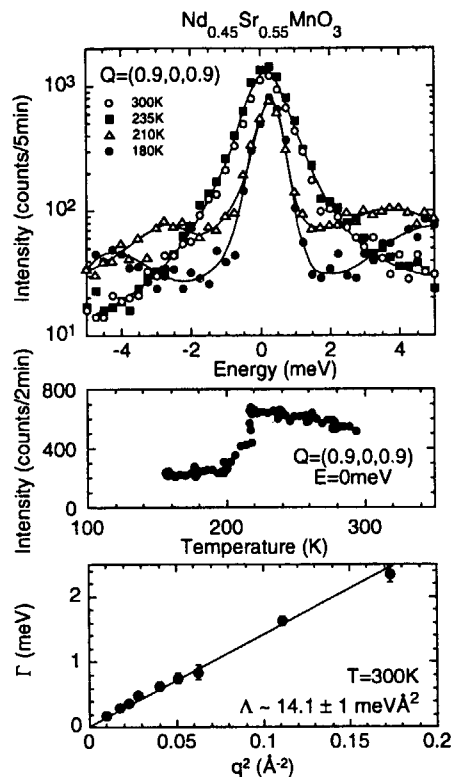 Nd0.45Sr0.55MnO3
Q=(0.9,0,0.9)
300K
235K
210K
180K
Intensity (counts/5min)
10³
10²
10¹
-4 -2 0 2 4
Energy (meV)
Intensity (counts/2min)
800
400
0
Q=(0.9,0,0.9)
E=0meV
100 200 300
Temperature (K)
Γ (meV)
2
1
0
T=300K
Λ ~ 14.1 ± 1 meVÅ²
0 0.05 0.1 0.15 0.2
q² (Å⁻²)